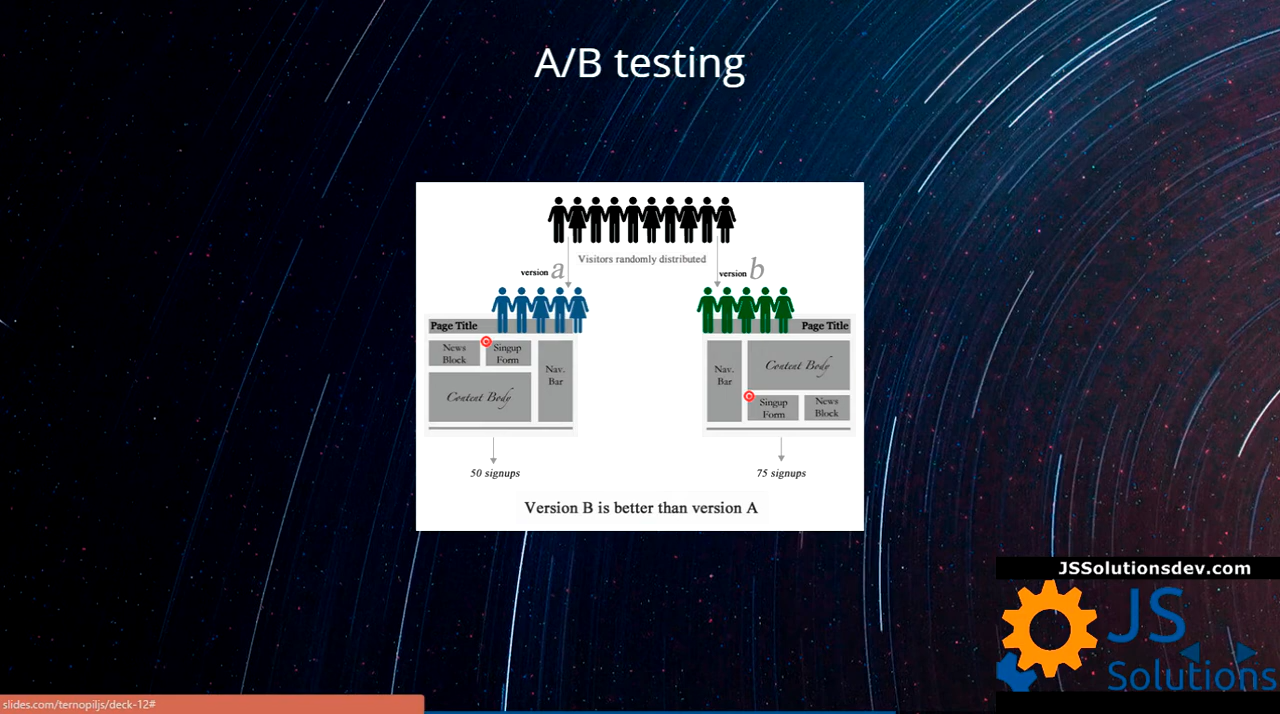 A/B testing
Visitors randomly distributed
version a
version b
Page Title
News
Block
Singup
Form
Nav.
Bar
Content Body
Page Title
Nav.
Bar
Content Body
Singup
Form
News
Block
50 signups
75 signups
Version B is better than version A
JSSolutionsdev.com
JS
Solutions
slides.com/ternopiljs/deck-12#